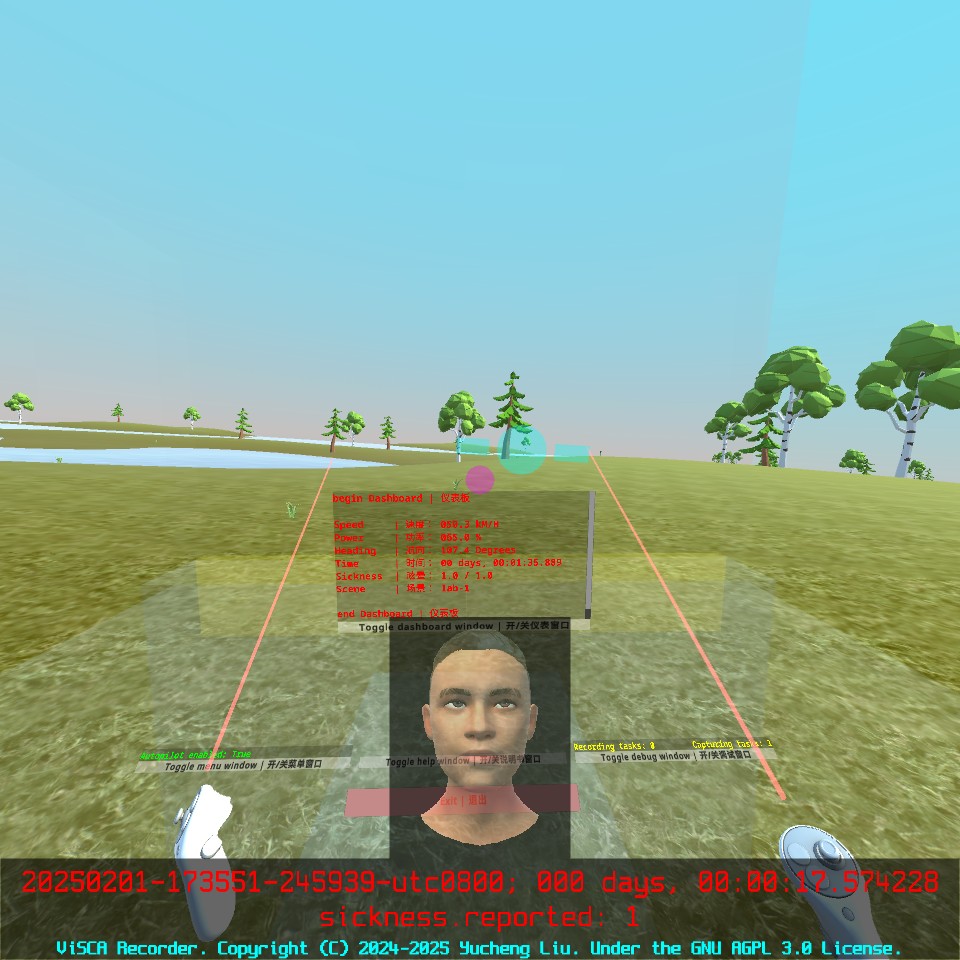 begin Dashboard | 仪表板
Speed | 速度: 050.3 kM/H
Power | 功率: 065.0 %
Heading | 107.4 Degrees
Time | 时间: 00 days, 00:01:35.889
Sickness | 1.0 / 1.0
Scene | 场景: lab-1
end Dashboard | 仪表板
Toggle dashboard window | 开/关仪表窗口
Autopilot enabled: True
Recording tasks: 0 Capturing tasks: 1
Toggle menu window | 开/关菜单窗口
Toggle help window | 开/关说明书窗口
Toggle debug window | 开/关调试窗口
Exit | 退出
20250201-173551-245939-utc0800; 000 days, 00:00:17.574228
sickness.reported: 1
ViSCA Recorder. Copyright (C) 2024-2025 Yucheng Liu. Under the GNU AGPL 3.0 License.